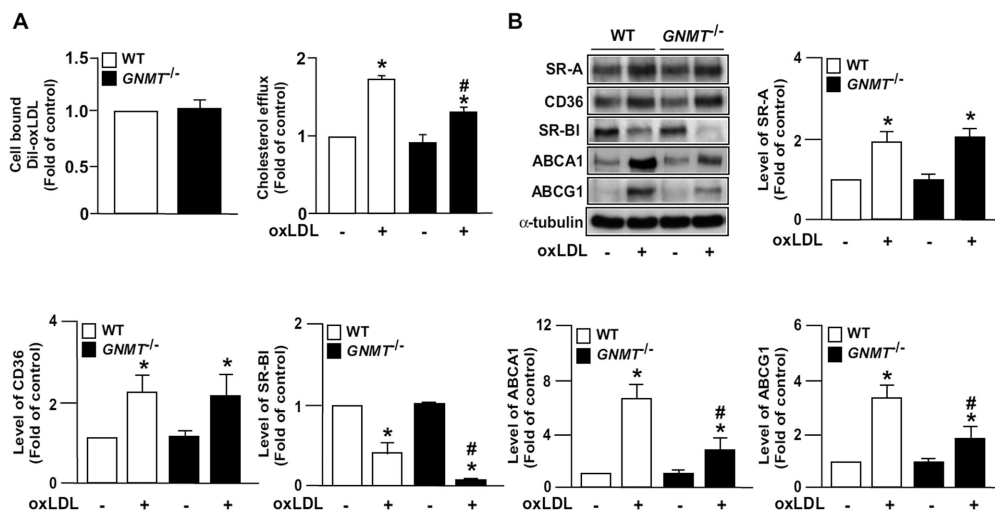 A
Cell bound
DiI-oxLDL
(Fold of control)
1.5
1.0
0.5
0
WT
GNMT-/-
Cholesterol efflux
(Fold of control)
2
1
0
WT
GNMT-/-
*
#
*
oxLDL - + - +
B
WT GNMT-/-
SR-A
CD36
SR-BI
ABCA1
ABCG1
α-tubulin
oxLDL - + - +
Level of SR-A
(Fold of control)
4
2
0
WT
GNMT-/-
* *
oxLDL - + - +
Level of CD36
(Fold of control)
4
2
0
WT
GNMT-/-
* *
oxLDL - + - +
Level of SR-BI
(Fold of control)
2
1
0
WT
GNMT-/-
*
#
*
oxLDL - + - +
Level of ABCA1
(Fold of control)
12
8
4
0
WT
GNMT-/-
*
#
*
oxLDL - + - +
Level of ABCG1
(Fold of control)
6
4
2
0
WT
GNMT-/-
*
#
*
oxLDL - + - +